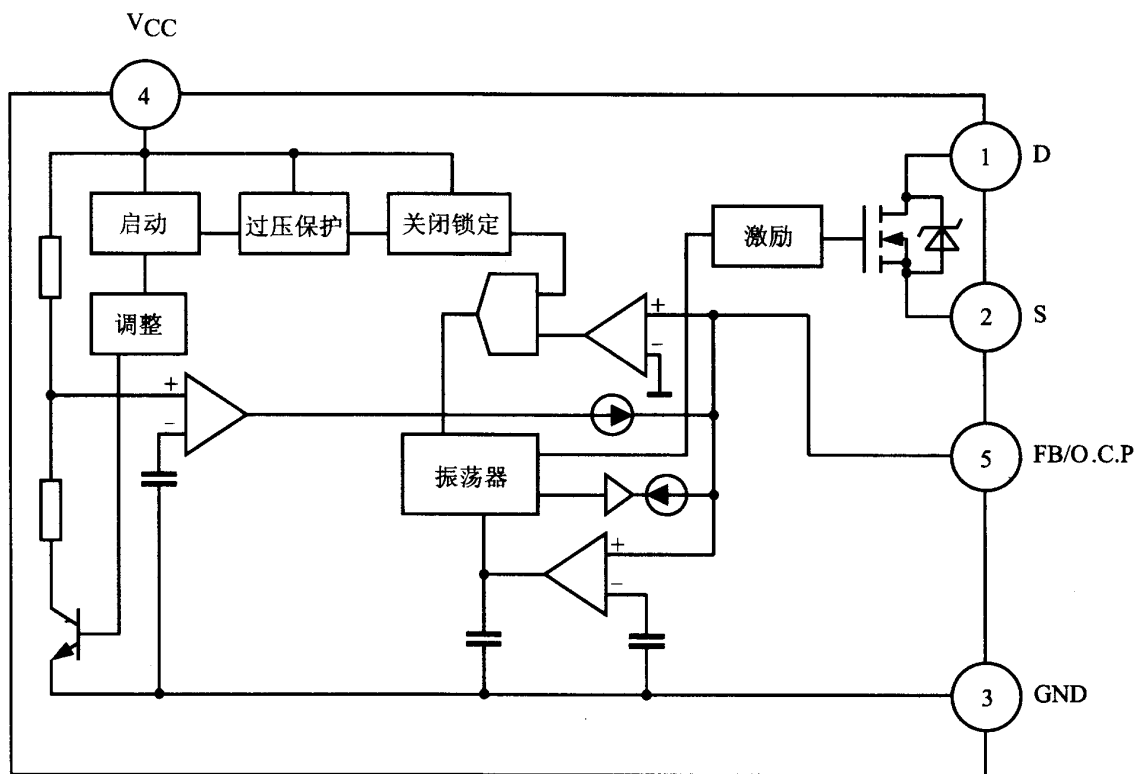 VCC
4
1 D
启动
过压保护
关闭锁定
激励
调整
+
−
2 S
+
−
振荡器
5 FB/O.C.P
+
−
3 GND